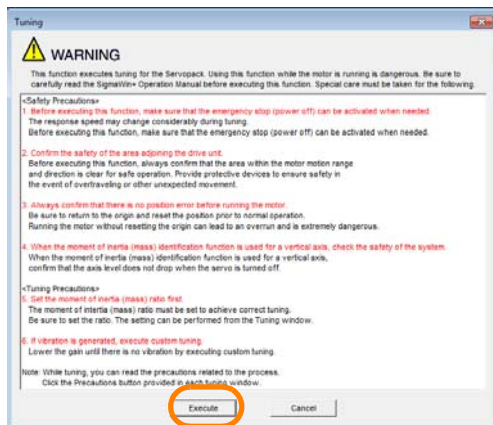 Tuning
WARNING
This function executes tuning for the Servopack. Using this function while the motor is running is dangerous. Be sure to
carefully read the SigmaWin+ Operation Manual before executing this function. Special care must be taken for the following.
<Safety Precautions>
1. Before executing this function, make sure that the emergency stop (power off) can be activated when needed.
The response speed may change considerably during tuning.
Before executing this function, make sure that the emergency stop (power off) can be activated when needed.
2. Confirm the safety of the area adjoining the drive unit.
Before executing this function, always confirm that the area within the motor motion range
and direction is clear for safe operation. Provide protective devices to ensure safety in
the event of overtraveling or other unexpected movement.
3. Always confirm that there is no position error before running the motor.
Be sure to return to the origin and reset the position prior to normal operation.
Running the motor without resetting the origin can lead to an overrun and is extremely dangerous.
4. When the moment of inertia (mass) identification function is used for a vertical axis, check the safety of the system.
When the moment of inertia (mass) identification function is used for a vertical axis,
confirm that the axis level does not drop when the servo is turned off.
<Tuning Precautions>
5. Set the moment of inertia (mass) ratio first.
The moment of intertia (mass) ratio must be set to achieve correct tuning.
Be sure to set the ratio. The setting can be performed from the Tuning window.
6. If vibration is generated, execute custom tuning.
Lower the gain until there is no vibration by executing custom tuning.
Note: While tuning, you can read the precautions related to the process.
Click the Precautions button provided in each tuning window.
Execute
Cancel